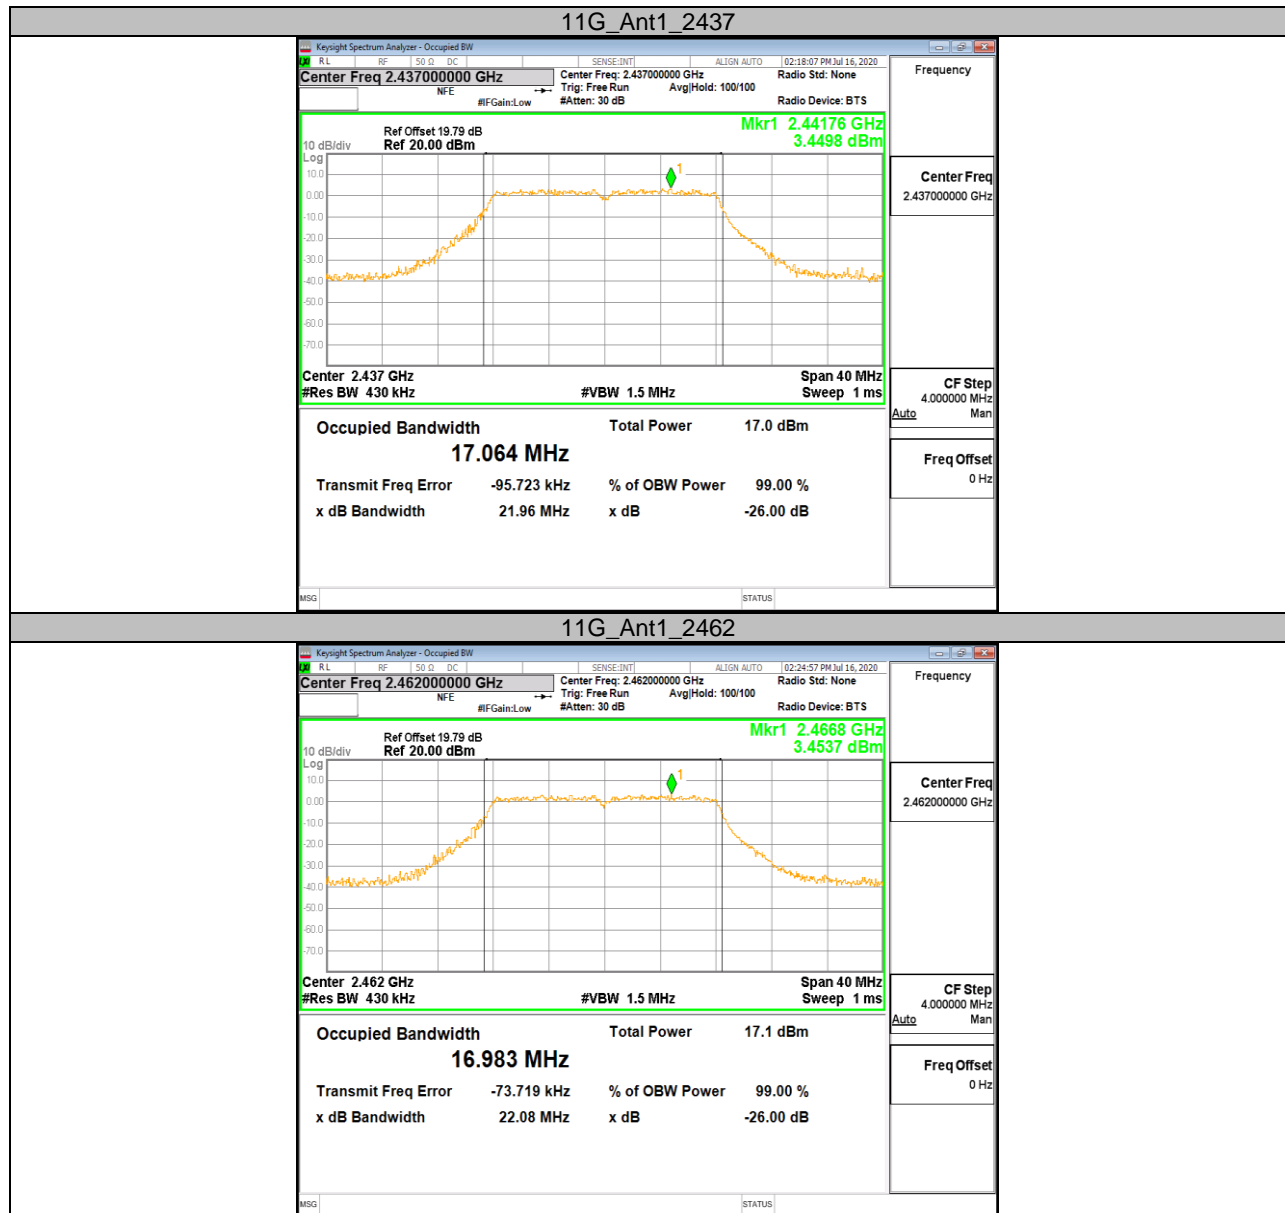 11G_Ant1_2437
Keysight Spectrum Analyzer - Occupied BW
RL RF 50 Ω DC SENSE:INT ALIGN AUTO 02:18:07 PM Jul 16, 2020
Center Freq 2.437000000 GHz Center Freq: 2.437000000 GHz Radio Std: None
NFE Trig: Free Run Avg|Hold: 100/100
#IFGain:Low #Atten: 30 dB Radio Device: BTS
Mkr1 2.44176 GHz
3.4498 dBm
Ref Offset 19.79 dB
10 dB/div Ref 20.00 dBm
Log
10.0
0.00
-10.0
-20.0
-30.0
-40.0
-50.0
-60.0
-70.0
1
Center 2.437 GHz Span 40 MHz
#Res BW 430 kHz #VBW 1.5 MHz Sweep 1 ms
Occupied Bandwidth Total Power 17.0 dBm
17.064 MHz
Transmit Freq Error -95.723 kHz % of OBW Power 99.00 %
x dB Bandwidth 21.96 MHz x dB -26.00 dB
MSG STATUS
Frequency
Center Freq
2.437000000 GHz
CF Step
4.000000 MHz
Auto Man
Freq Offset
0 Hz
11G_Ant1_2462
Keysight Spectrum Analyzer - Occupied BW
RL RF 50 Ω DC SENSE:INT ALIGN AUTO 02:24:57 PM Jul 16, 2020
Center Freq 2.462000000 GHz Center Freq: 2.462000000 GHz Radio Std: None
NFE Trig: Free Run Avg|Hold: 100/100
#IFGain:Low #Atten: 30 dB Radio Device: BTS
Mkr1 2.4668 GHz
3.4537 dBm
Ref Offset 19.79 dB
10 dB/div Ref 20.00 dBm
Log
10.0
0.00
-10.0
-20.0
-30.0
-40.0
-50.0
-60.0
-70.0
1
Center 2.462 GHz Span 40 MHz
#Res BW 430 kHz #VBW 1.5 MHz Sweep 1 ms
Occupied Bandwidth Total Power 17.1 dBm
16.983 MHz
Transmit Freq Error -73.719 kHz % of OBW Power 99.00 %
x dB Bandwidth 22.08 MHz x dB -26.00 dB
MSG STATUS
Frequency
Center Freq
2.462000000 GHz
CF Step
4.000000 MHz
Auto Man
Freq Offset
0 Hz